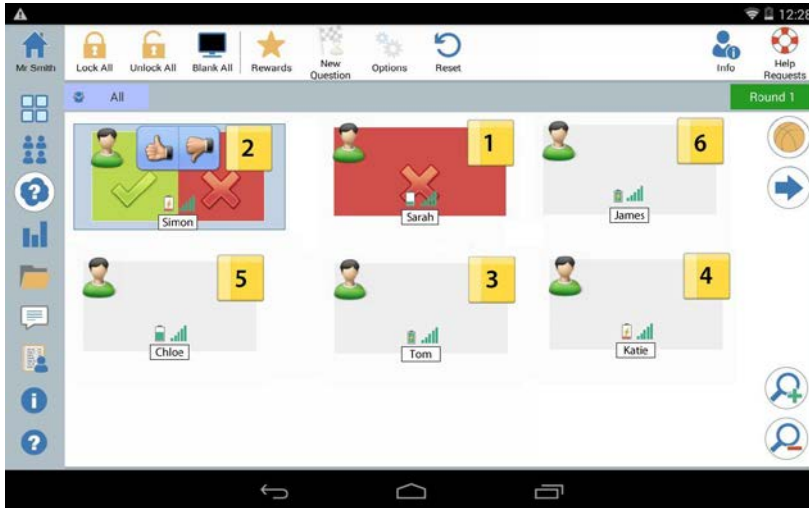 12:28
Mr Smith
Lock All
Unlock All
Blank All
Rewards
New
Question
Options
Reset
Info
Help
Requests
All
Round 1
2
Simon
1
Sarah
6
James
5
Chloe
3
Tom
4
Katie